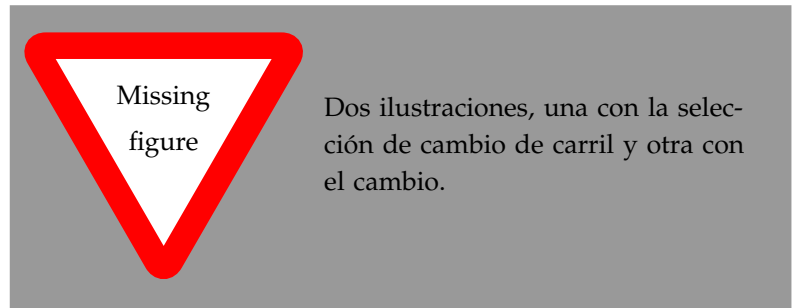 Missing
figure
Dos ilustraciones, una con la selec-
ción de cambio de carril y otra con
el cambio.